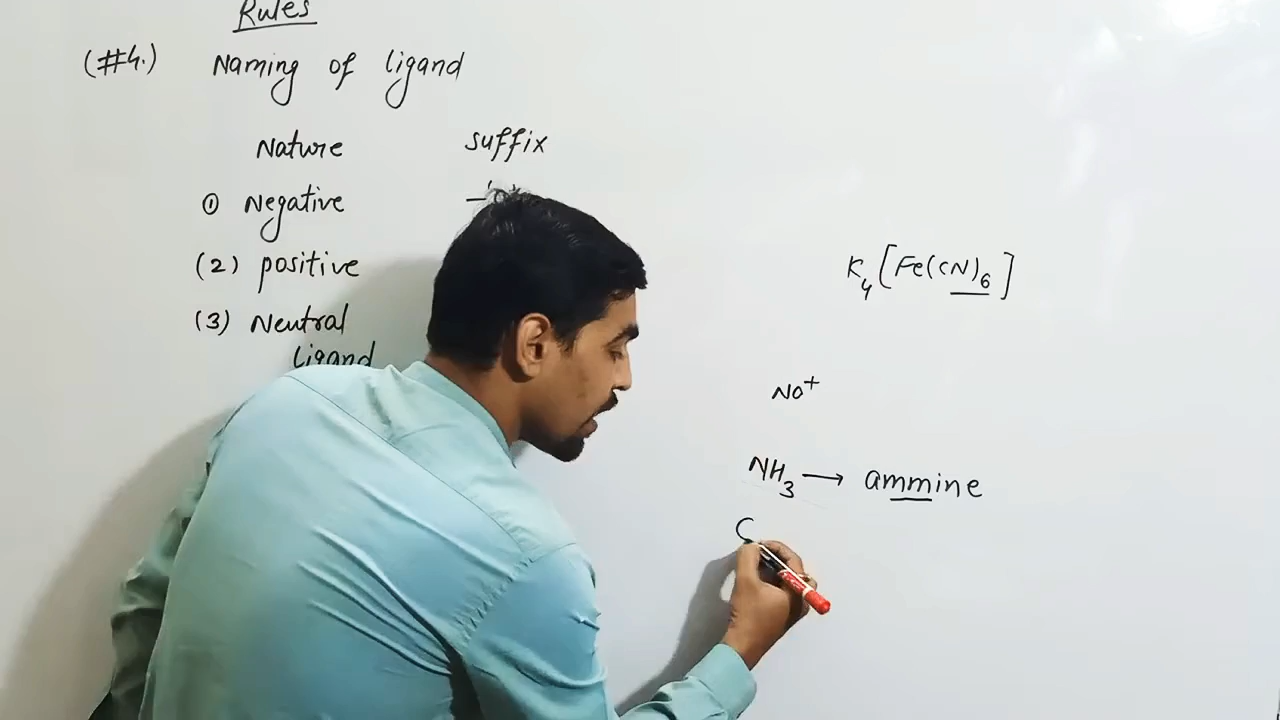 Rules
(#4.) Naming of ligand
Nature suffix
① Negative
(2) positive
(3) Neutral
ligand
K₄[Fe(CN)₆]
NO⁺
NH₃ → ammine
C